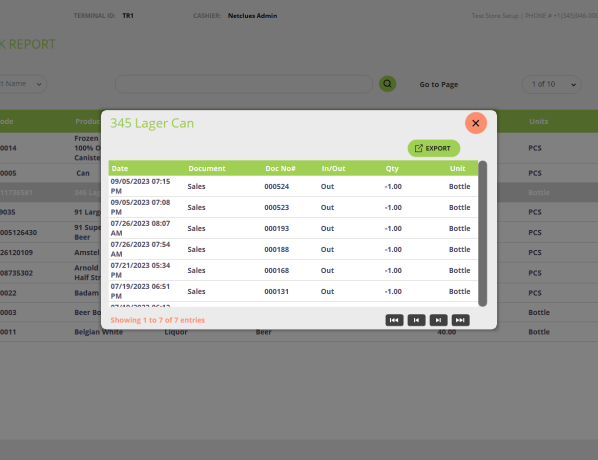 TERMINAL ID: TR1 CASHIER: Netclues Admin Test Store Setup | PHONE # +1(345)946-00
K REPORT
ct Name Go to Page 1 of 10
ode Units
0014 Frozen PCS
100% O
Caniste
0005 Can PCS
345 Lag Bottle
9035 91 Larg PCS
005126430 91 Supe PCS
Beer
26120109 Amstel PCS
08735302 Arnold PCS
Half Str
0022 Badam PCS
0003 Beer Bo Bottle
0011 Belgian White Liquor Beer 40.00 Bottle
345 Lager Can
EXPORT
Date Document Doc No# In/Out Qty Unit
09/05/2023 07:15 PM Sales 000524 Out -1.00 Bottle
09/05/2023 07:08 PM Sales 000523 Out -1.00 Bottle
07/26/2023 08:07 AM Sales 000193 Out -1.00 Bottle
07/26/2023 07:54 AM Sales 000188 Out -1.00 Bottle
07/21/2023 05:34 PM Sales 000168 Out -1.00 Bottle
07/19/2023 06:51 PM Sales 000131 Out -1.00 Bottle
Showing 1 to 7 of 7 entries